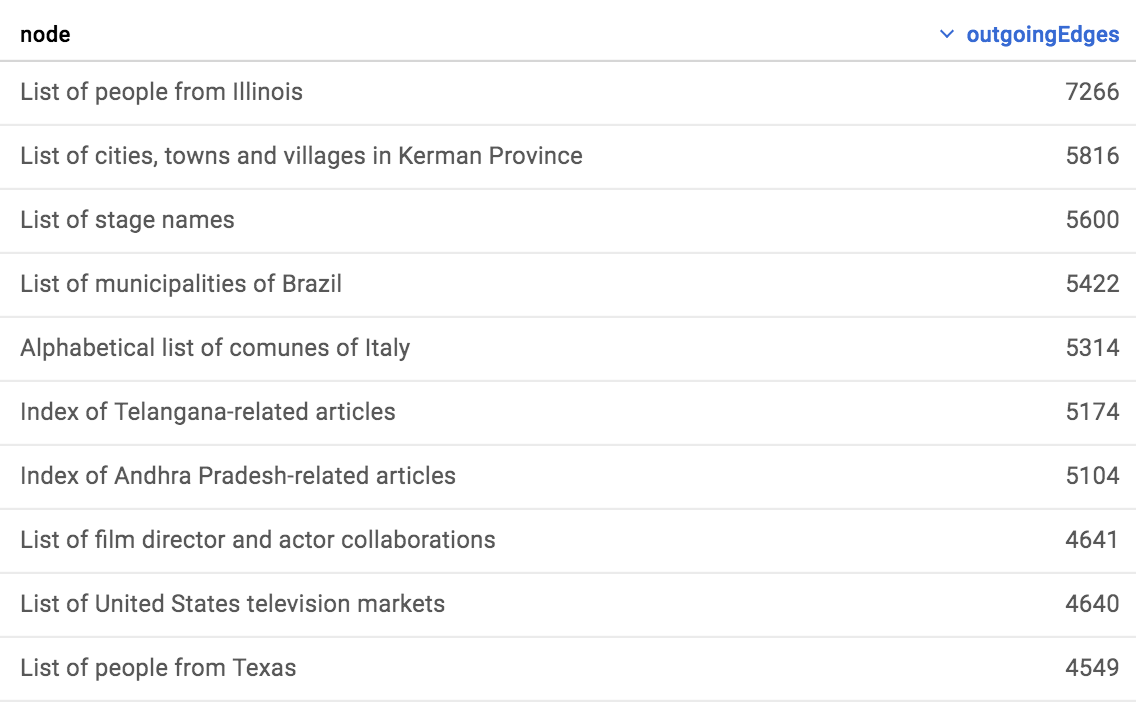 node outgoingEdges
List of people from Illinois 7266
List of cities, towns and villages in Kerman Province 5816
List of stage names 5600
List of municipalities of Brazil 5422
Alphabetical list of comunes of Italy 5314
Index of Telangana-related articles 5174
Index of Andhra Pradesh-related articles 5104
List of film director and actor collaborations 4641
List of United States television markets 4640
List of people from Texas 4549